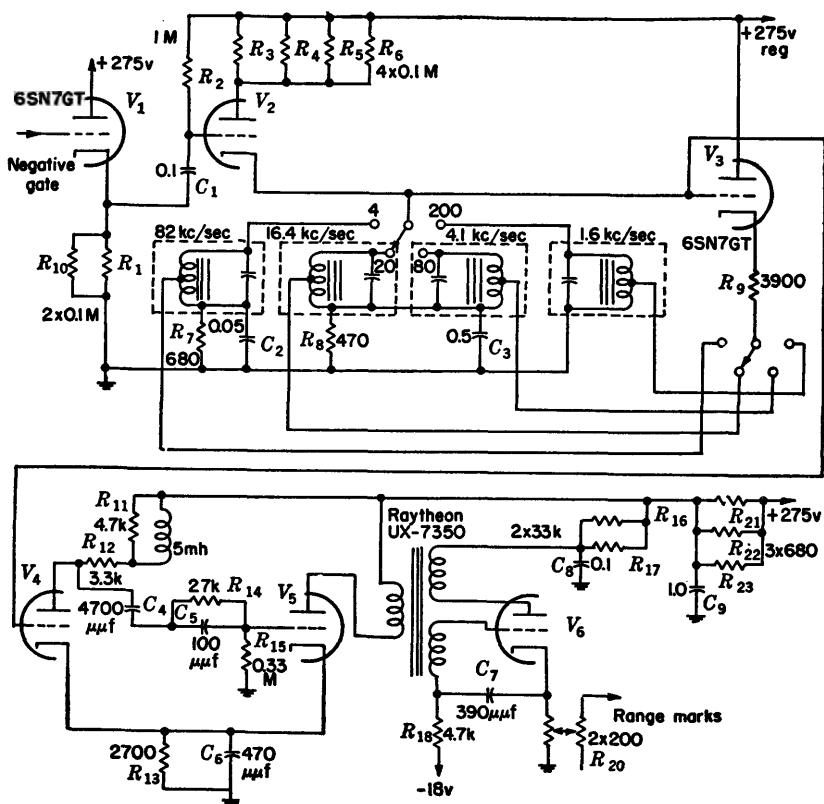 1M
R3 R4 R5 R6
+275v
reg
+275v
R2
4x0.1M
6SN7GT
V1
V2
V3
Negative
gate
0.1
C1
6SN7GT
4
200
82 kc/sec
16.4 kc/sec
4.1 kc/sec
1.6 kc/sec
20
80
R10
R1
R9
3900
2x0.1M
R7
0.05
C2
R8
470
0.5
C3
680
R11
4.7k
R12
5mh
3.3k
Raytheon
UX-7350
2x33k
R16
R21
+275v
R17
R22
3x680
C8
0.1
R23
V4
27k
R14
V5
1.0
C9
4700
μμf
C4
C5
100
μμf
R15
0.33
M
V6
C7
390μμf
Range marks
R18
4.7k
2x200
R20
2700
R13
C6
470
μμf
-18v